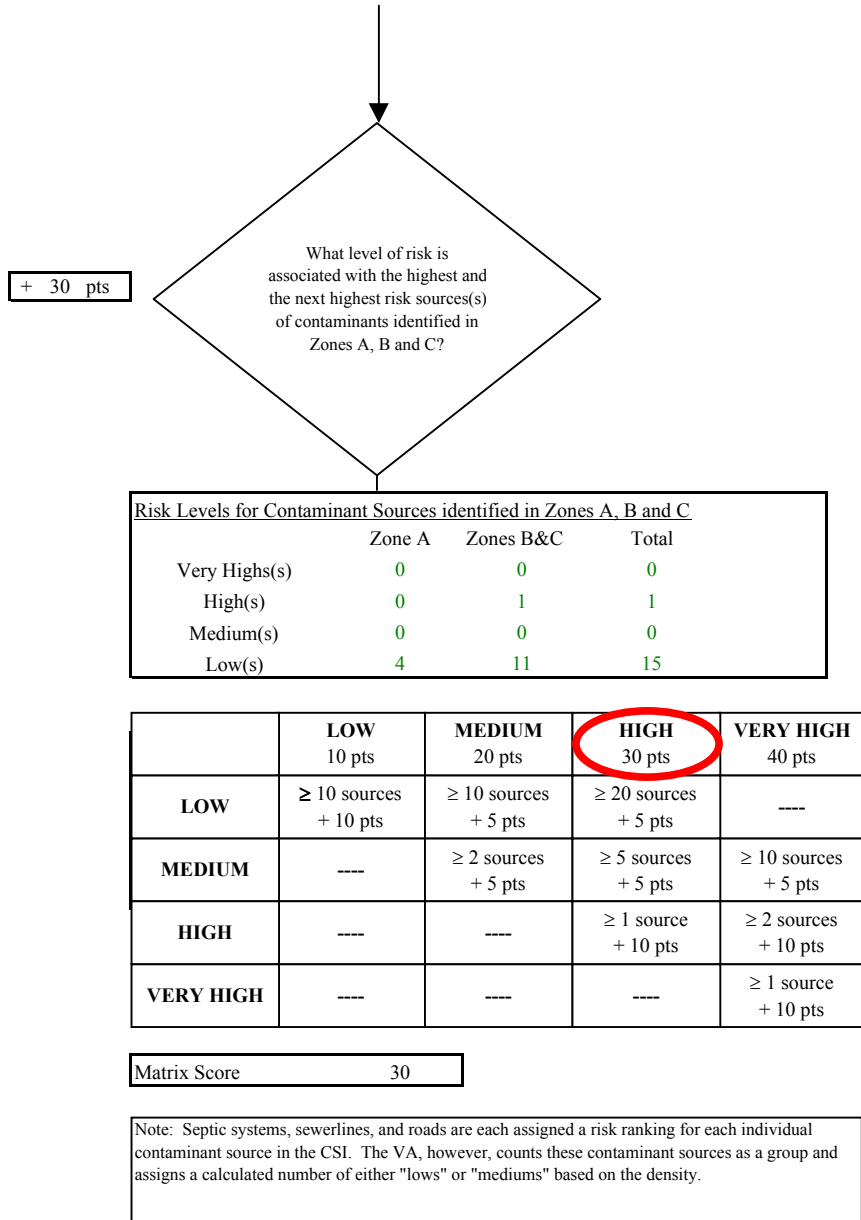 What level of risk is
associated with the highest and
the next highest risk sources(s)
of contaminants identified in
Zones A, B and C?
+ 30 pts
Risk Levels for Contaminant Sources identified in Zones A, B and C
Zone A Zones B&C Total
Very Highs(s) 0 0 0
High(s) 0 1 1
Medium(s) 0 0 0
Low(s) 4 11 15
LOW MEDIUM HIGH VERY HIGH
10 pts 20 pts 30 pts 40 pts
LOW ≥ 10 sources ≥ 10 sources ≥ 20 sources ----
+ 10 pts + 5 pts + 5 pts
MEDIUM ---- ≥ 2 sources ≥ 5 sources ≥ 10 sources
+ 5 pts + 5 pts + 5 pts
HIGH ---- ---- ≥ 1 source ≥ 2 sources
+ 10 pts + 10 pts
VERY HIGH ---- ---- ---- ≥ 1 source
+ 10 pts
Matrix Score 30
Note: Septic systems, sewerlines, and roads are each assigned a risk ranking for each individual
contaminant source in the CSI. The VA, however, counts these contaminant sources as a group and
assigns a calculated number of either "lows" or "mediums" based on the density.